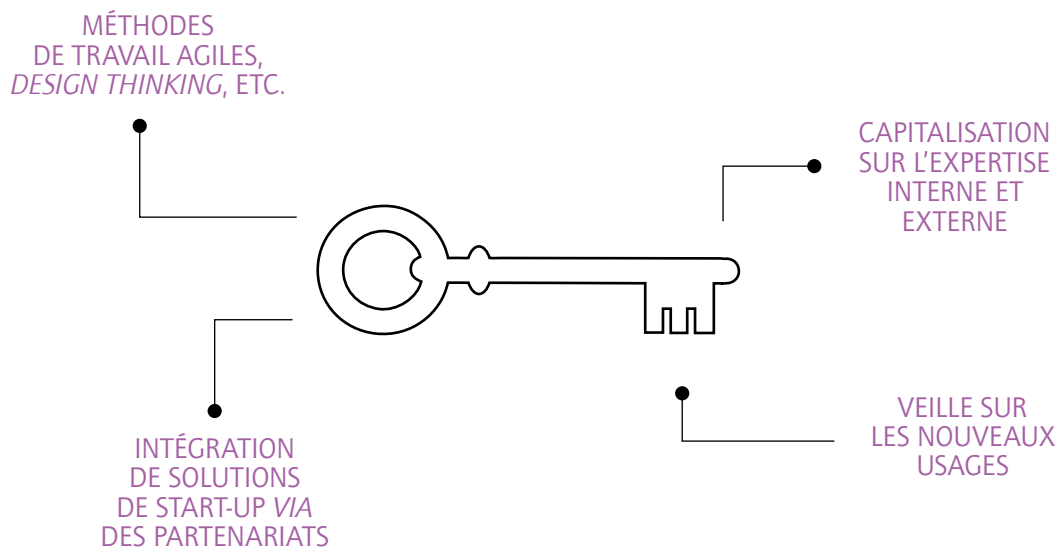 MÉTHODES
DE TRAVAIL AGILES,
DESIGN THINKING, ETC.
CAPITALISATION
SUR L'EXPERTISE
INTERNE ET
EXTERNE
INTÉGRATION
DE SOLUTIONS
DE START-UP VIA
DES PARTENARIATS
VEILLE SUR
LES NOUVEAUX
USAGES